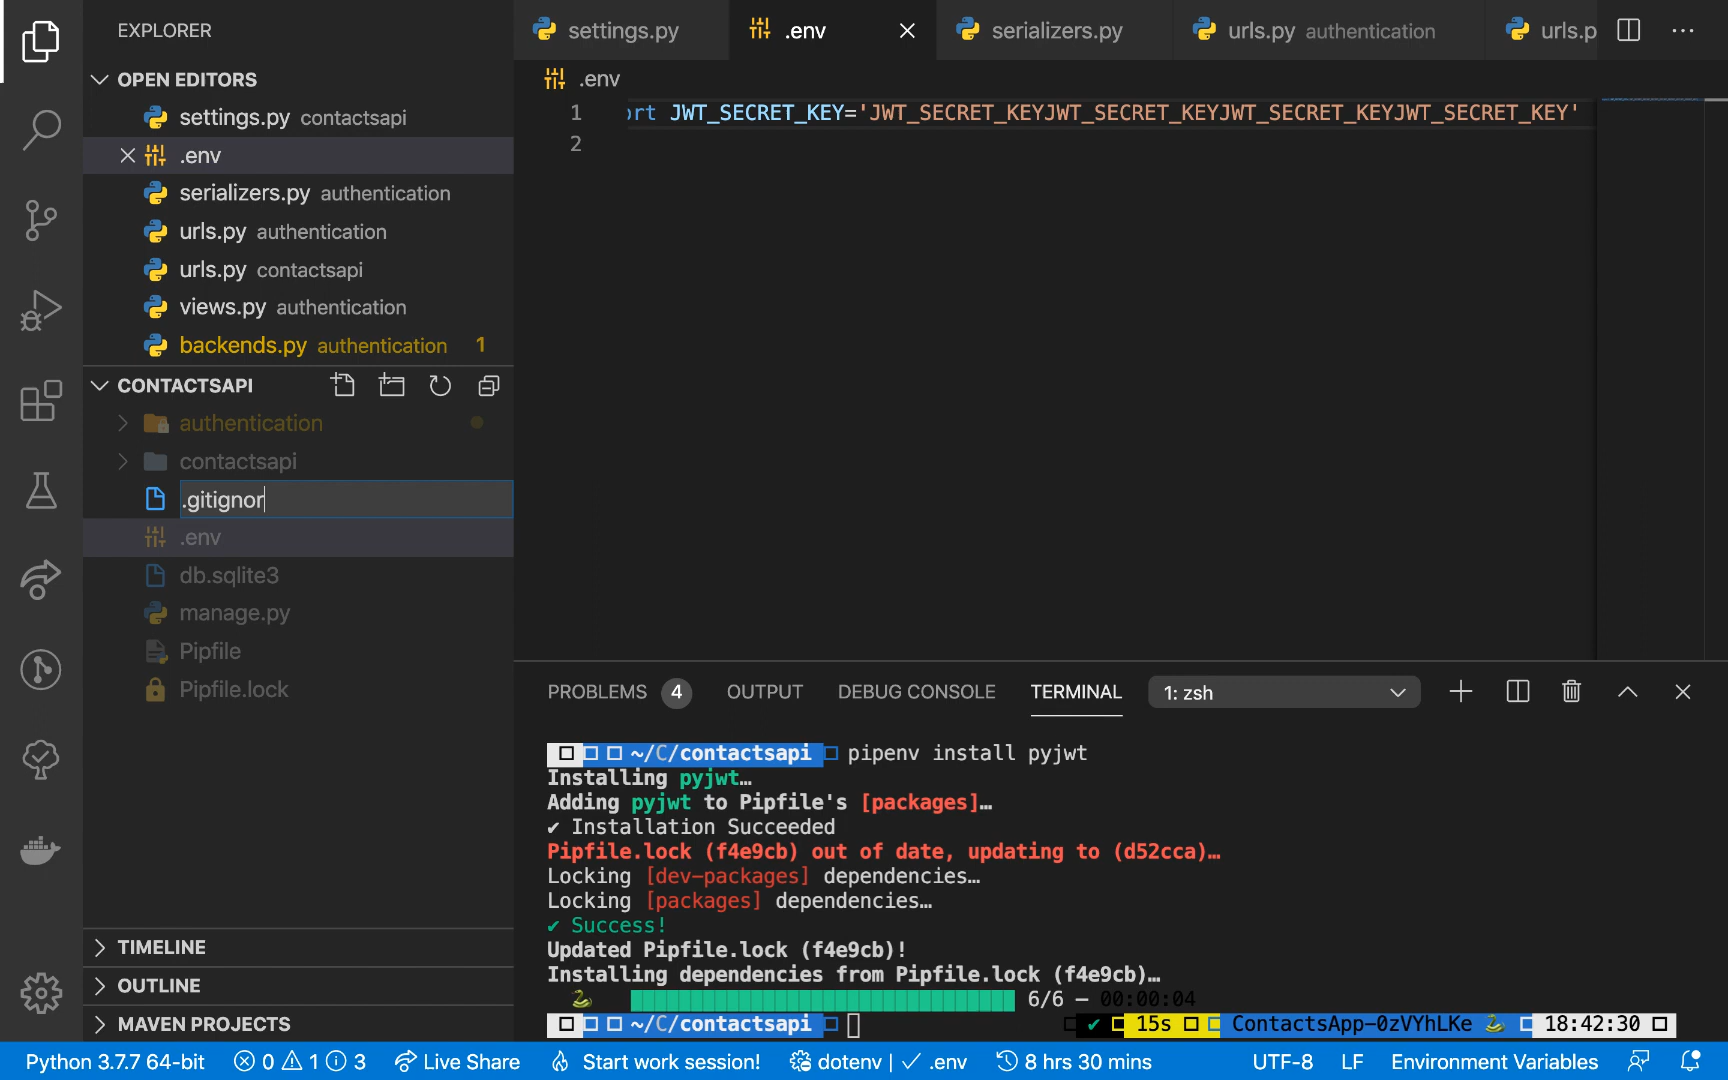 EXPLORER
OPEN EDITORS
settings.py contactsapi
.env
serializers.py authentication
urls.py authentication
urls.py contactsapi
views.py authentication
backends.py authentication 1
CONTACTSAPI
authentication
contactsapi
.gitignor
.env
db.sqlite3
manage.py
Pipfile
Pipfile.lock
TIMELINE
OUTLINE
MAVEN PROJECTS
settings.py .env serializers.py urls.py authentication urls.p
.env
1 ort JWT_SECRET_KEY='JWT_SECRET_KEYJWT_SECRET_KEYJWT_SECRET_KEYJWT_SECRET_KEY'
2
PROBLEMS 4 OUTPUT DEBUG CONSOLE TERMINAL 1: zsh
~/C/contactsapi pipenv install pyjwt
Installing pyjwt…
Adding pyjwt to Pipfile's [packages]…
✔ Installation Succeeded
Pipfile.lock (f4e9cb) out of date, updating to (d52cca)…
Locking [dev-packages] dependencies…
Locking [packages] dependencies…
✔ Success!
Updated Pipfile.lock (f4e9cb)!
Installing dependencies from Pipfile.lock (f4e9cb)…
🐍 6/6 — 00:00:04
~/C/contactsapi ✔ 15s ContactsApp-0zVYhLKe 🐍 18:42:30
Python 3.7.7 64-bit 0 1 3 Live Share Start work session! dotenv | ✓ .env 8 hrs 30 mins UTF-8 LF Environment Variables